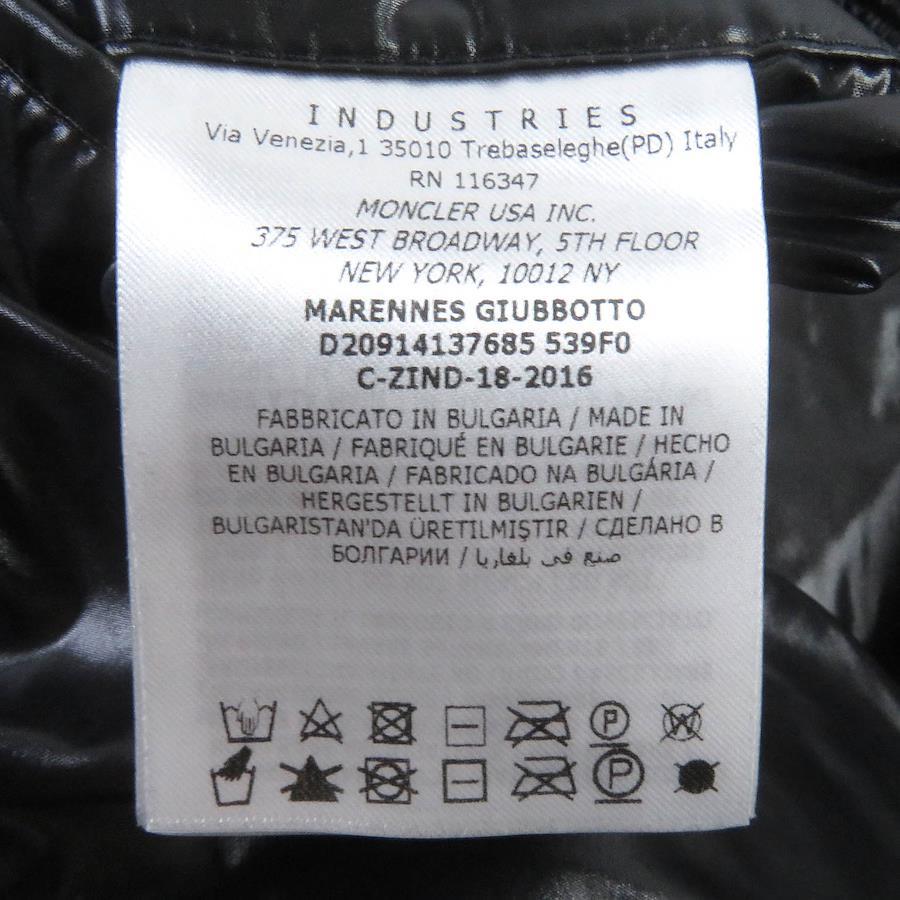 INDUSTRIES
Via Venezia,1 35010 Trebaseleghe(PD) Italy
RN 116347
MONCLER USA INC.
375 WEST BROADWAY, 5TH FLOOR
NEW YORK, 10012 NY
MARENNES GIUBBOTTO
D20914137685 539F0
C-ZIND-18-2016
FABBRICATO IN BULGARIA / MADE IN
BULGARIA / FABRIQUÉ EN BULGARIE / HECHO
EN BULGARIA / FABRICADO NA BULGÁRIA /
HERGESTELLT IN BULGARIEN /
BULGARISTAN'DA ÜRETILMIŞTIR / СДЕЛАНО В
БОЛГАРИИ / صنع في بلغاريا
P W
P